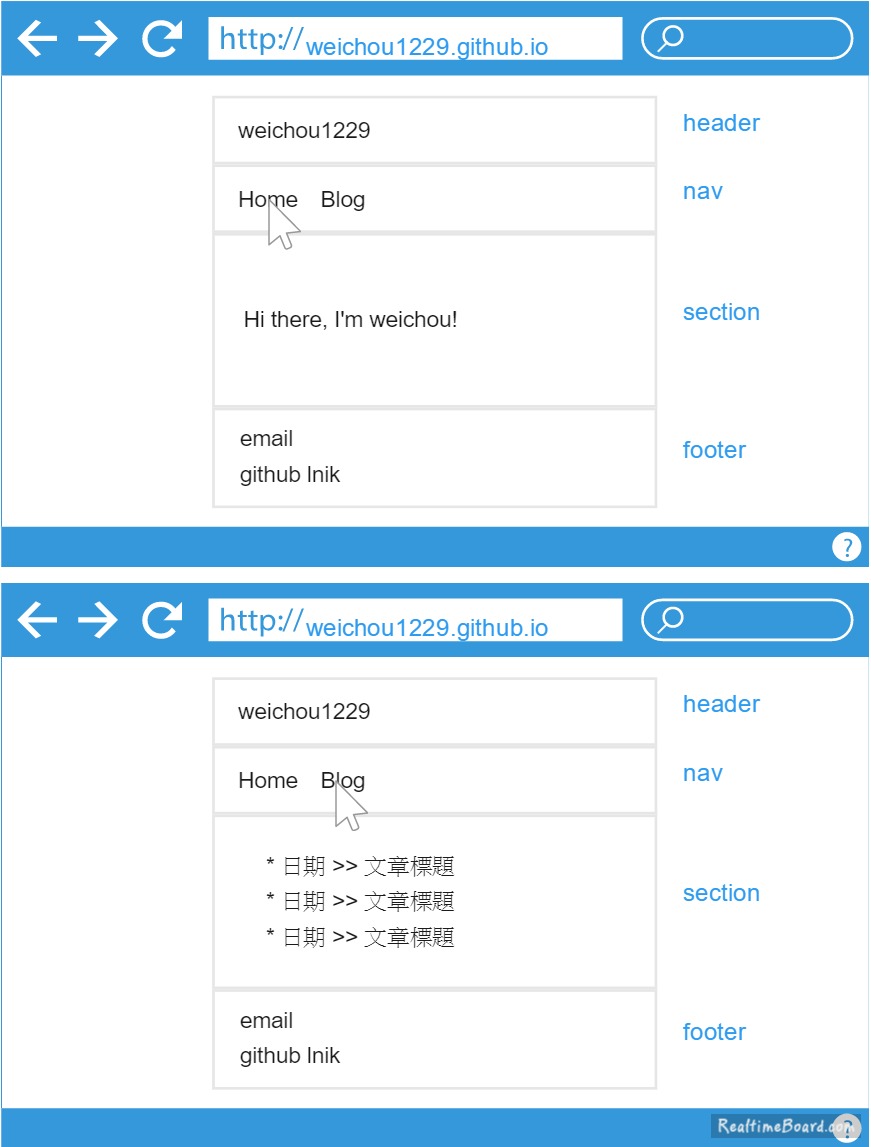 http://weichou1229.github.io
weichou1229
header
Home Blog
nav
Hi there, I'm weichou!
section
email
github lnik
footer
?
http://weichou1229.github.io
weichou1229
header
Home Blog
nav
* 日期 >> 文章標題
* 日期 >> 文章標題
* 日期 >> 文章標題
section
email
github lnik
footer
RealtimeBoard.com
?